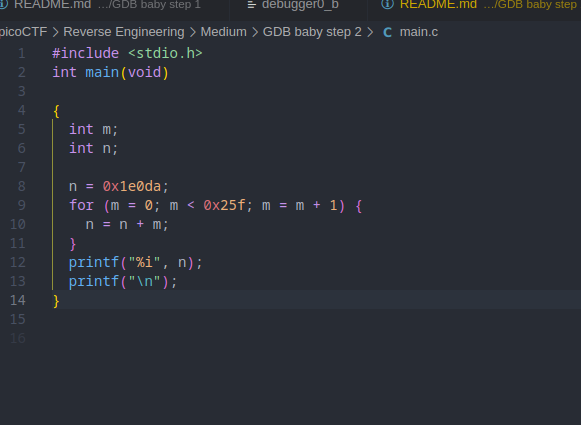 README.md .../GDB baby step 1 debugger0_b README.md .../GDB baby step 2
picoCTF > Reverse Engineering > Medium > GDB baby step 2 > C main.c
1 #include <stdio.h>
2 int main(void)
3
4 {
5 int m;
6 int n;
7
8 n = 0x1e0da;
9 for (m = 0; m < 0x25f; m = m + 1) {
10 n = n + m;
11 }
12 printf("%i", n);
13 printf("\n");
14 }
15
16